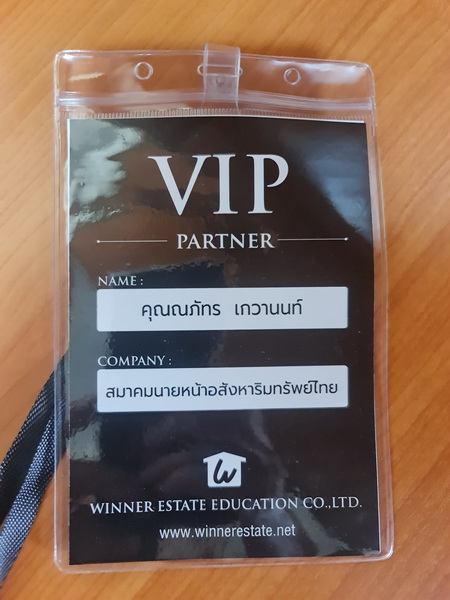 VIP
PARTNER
NAME :
คุณณภัทร เกวานนท์
COMPANY :
สมาคมนายหน้าอสังหาริมทรัพย์ไทย
W
WINNER ESTATE EDUCATION CO.,LTD.
www.winnerestate.net